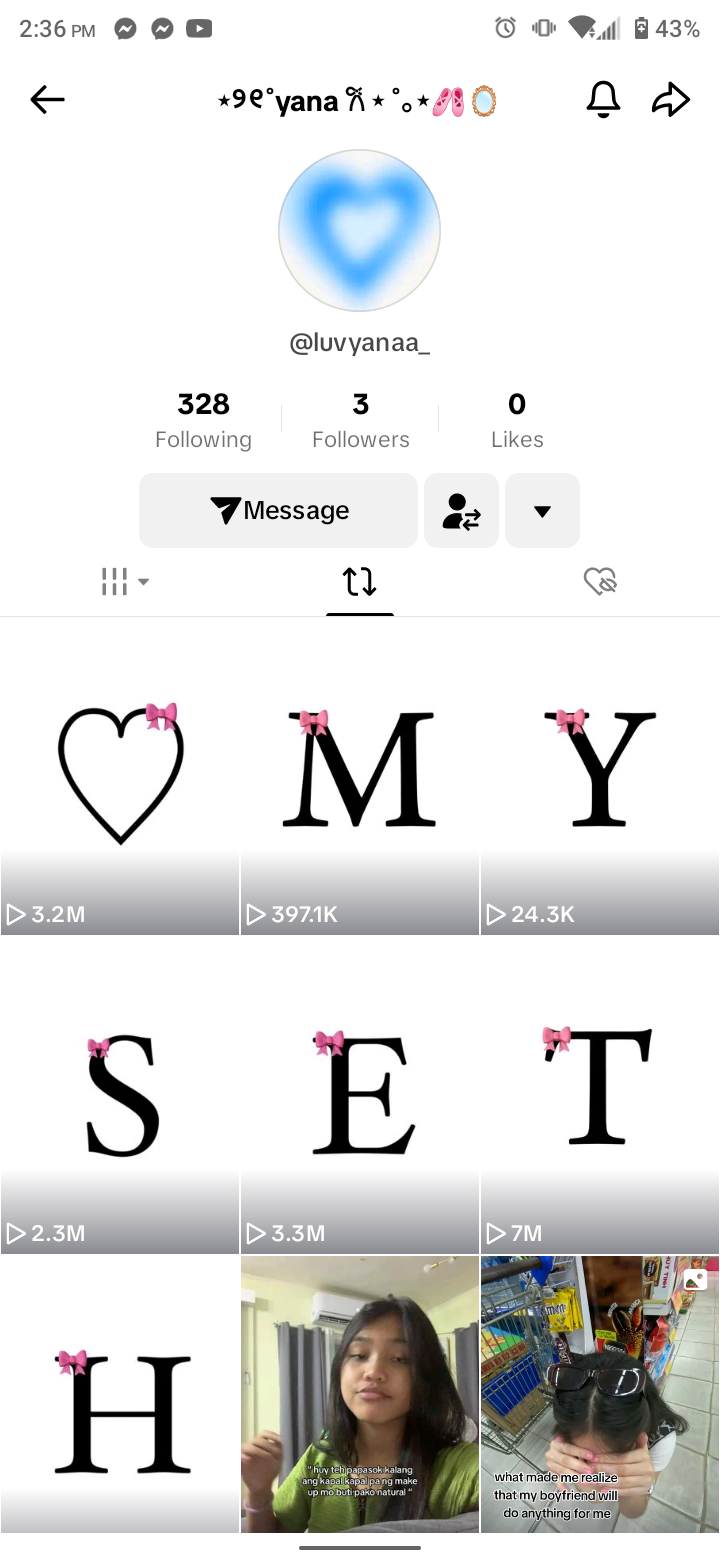 2:36 PM
43%
⋆୨୧˚yana 𐙚⋆˚｡⋆🩰🪞
@luvyanaa_
328
3
0
Following
Followers
Likes
Message
♡ M Y
3.2M
397.1K
24.3K
S E T
2.3M
3.3M
7M
H
" huy teh papasok kalang
ang kapal kapal pa ng make
up mo buti pako natural "
what made me realize
that my boyfriend will
do anything for me